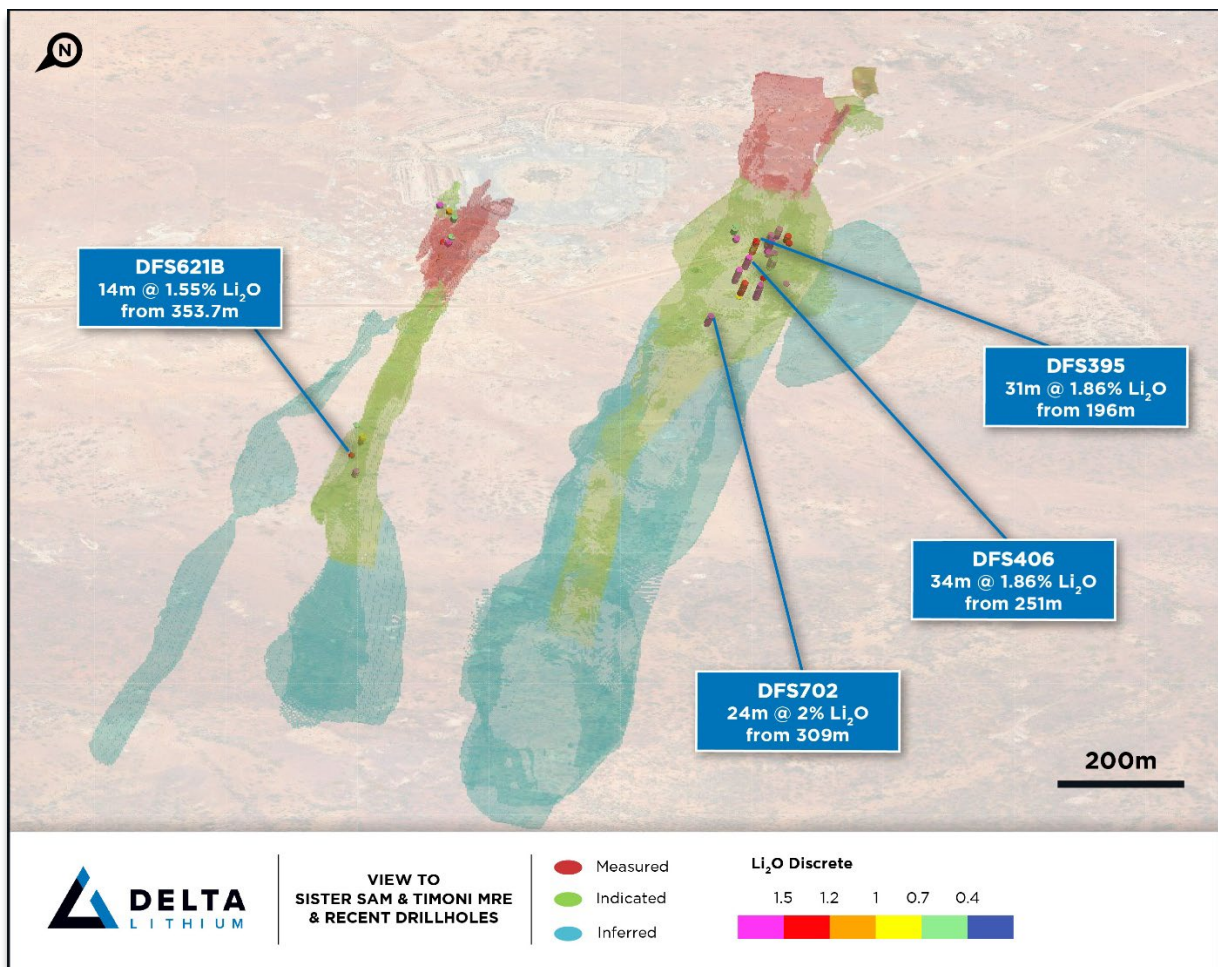 N
DFS621B
14m @ 1.55% Li₂O
from 353.7m
DFS395
31m @ 1.86% Li₂O
from 196m
DFS406
34m @ 1.86% Li₂O
from 251m
DFS702
24m @ 2% Li₂O
from 309m
200m
DELTA
LITHIUM
VIEW TO
SISTER SAM & TIMONI MRE
& RECENT DRILLHOLES
Measured
Indicated
Inferred
Li₂O Discrete
1.5 1.2 1 0.7 0.4